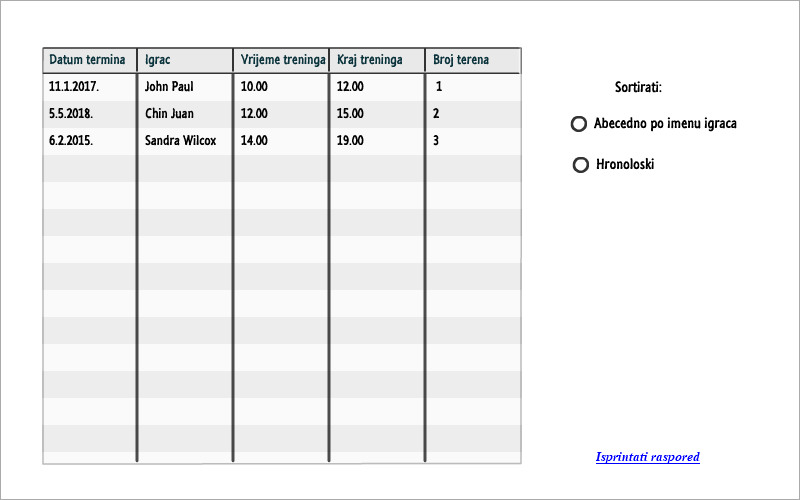 Datum termina Igrac Vrijeme treninga Kraj treninga Broj terena
11.1.2017. John Paul 10.00 12.00 1
5.5.2018. Chin Juan 12.00 15.00 2
6.2.2015. Sandra Wilcox 14.00 19.00 3
Sortirati:
Abecedno po imenu igraca
Hronoloski
Isprintati raspored